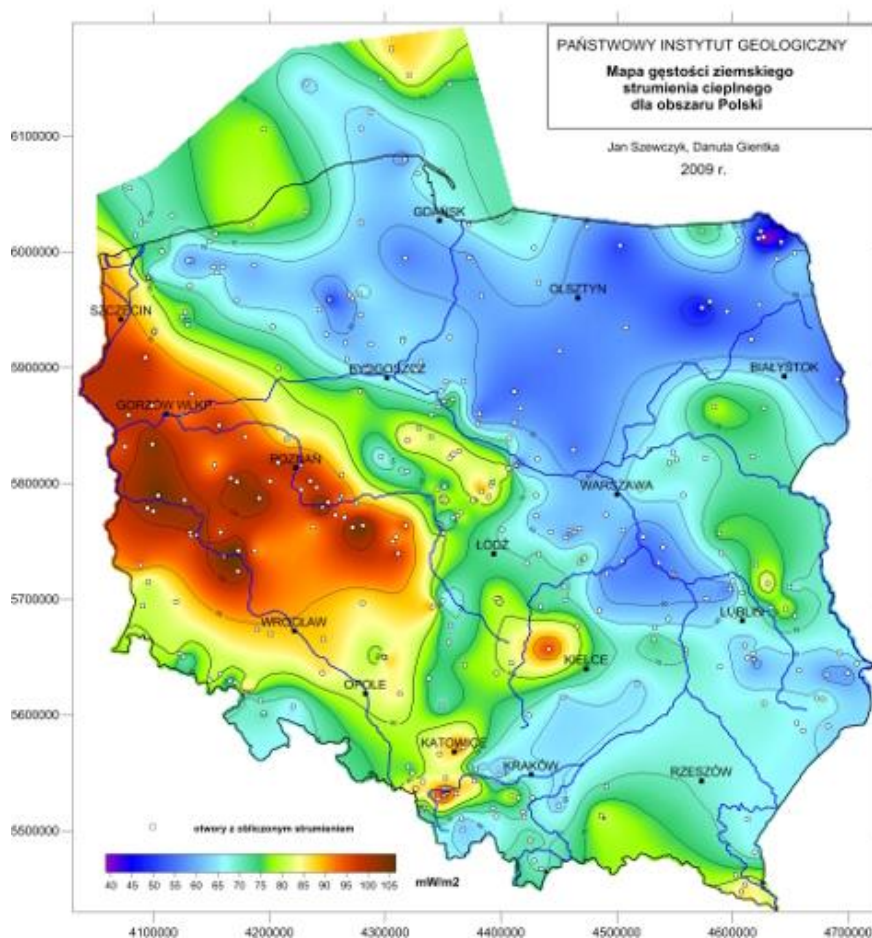 PAŃSTWOWY INSTYTUT GEOLOGICZNY
Mapa gęstości ziemskiego
strumienia cieplnego
dla obszaru Polski
Jan Szewczyk, Danuta Gientka
2009 r.
6100000
GDAŃSK
6000000
OLSZTYN
SZCZECIN
5900000
BYDGOSZCZ
BIAŁYSTOK
GORZÓW WLKP.
POZNAŃ
5800000
WARSZAWA
ŁÓDŹ
5700000
LUBLIN
WROCŁAW
KIELCE
OPOLE
5600000
KATOWICE
KRAKÓW
RZESZÓW
5500000
otwory z obliczonym strumieniem
40 45 50 55 60 65 70 75 80 85 90 95 100 105
mW/m2
4100000 4200000 4300000 4400000 4500000 4600000 4700000